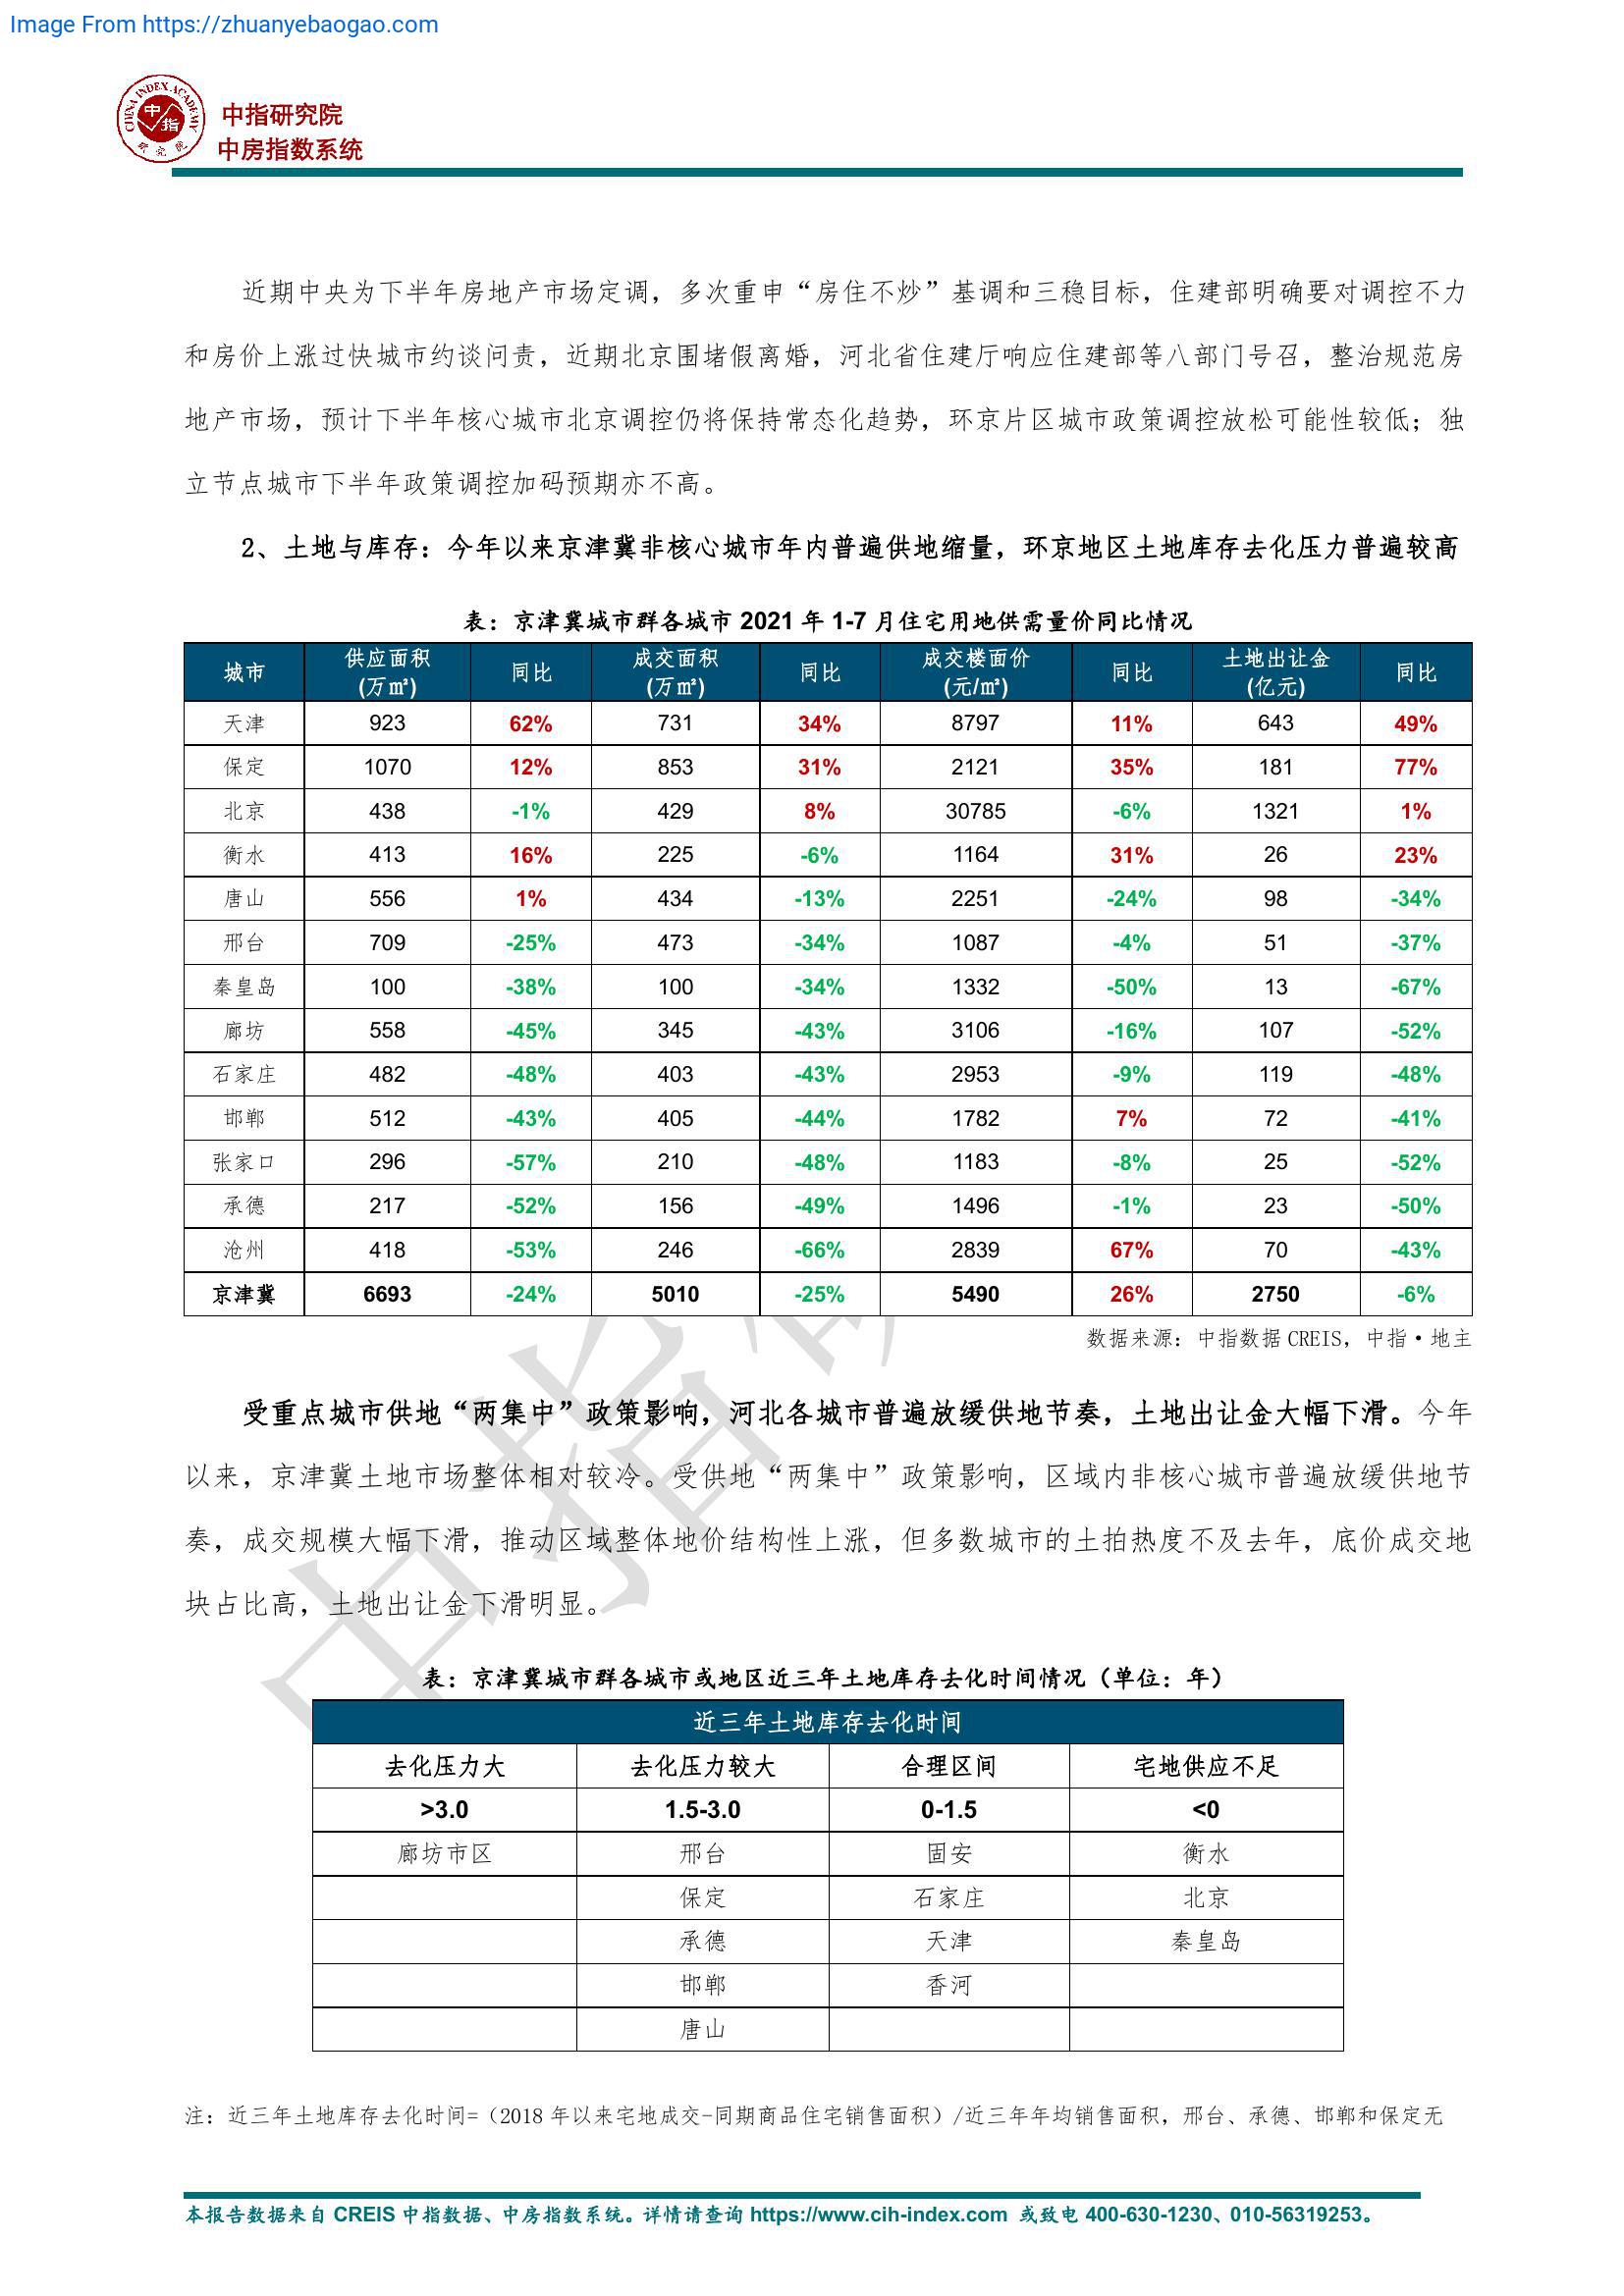 Image From https://zhuanyebaogao.com
CHINA INDEX ACADEMY
中指
研究院
中指研究院
中房指数系统
近期中央为下半年房地产市场定调，多次重申“房住不炒”基调和三稳目标，住建部明确要对调控不力
和房价上涨过快城市约谈问责，近期北京围堵假离婚，河北省住建厅响应住建部等八部门号召，整治规范房
地产市场，预计下半年核心城市北京调控仍将保持常态化趋势，环京片区城市政策调控放松可能性较低；独
立节点城市下半年政策调控加码预期亦不高。
2、土地与库存：今年以来京津冀非核心城市年内普遍供地缩量，环京地区土地库存去化压力普遍较高
表：京津冀城市群各城市 2021 年 1-7 月住宅用地供需量价同比情况
城市 供应面积(万㎡) 同比 成交面积(万㎡) 同比 成交楼面价(元/㎡) 同比 土地出让金(亿元) 同比
天津 923 62% 731 34% 8797 11% 643 49%
保定 1070 12% 853 31% 2121 35% 181 77%
北京 438 -1% 429 8% 30785 -6% 1321 1%
衡水 413 16% 225 -6% 1164 31% 26 23%
唐山 556 1% 434 -13% 2251 -24% 98 -34%
邢台 709 -25% 473 -34% 1087 -4% 51 -37%
秦皇岛 100 -38% 100 -34% 1332 -50% 13 -67%
廊坊 558 -45% 345 -43% 3106 -16% 107 -52%
石家庄 482 -48% 403 -43% 2953 -9% 119 -48%
邯郸 512 -43% 405 -44% 1782 7% 72 -41%
张家口 296 -57% 210 -48% 1183 -8% 25 -52%
承德 217 -52% 156 -49% 1496 -1% 23 -50%
沧州 418 -53% 246 -66% 2839 67% 70 -43%
京津冀 6693 -24% 5010 -25% 5490 26% 2750 -6%
数据来源：中指数据 CREIS，中指·地主
受重点城市供地“两集中”政策影响，河北各城市普遍放缓供地节奏，土地出让金大幅下滑。今年
以来，京津冀土地市场整体相对较冷。受供地“两集中”政策影响，区域内非核心城市普遍放缓供地节
奏，成交规模大幅下滑，推动区域整体地价结构性上涨，但多数城市的土拍热度不及去年，底价成交地
块占比高，土地出让金下滑明显。
中指
表：京津冀城市群各城市或地区近三年土地库存去化时间情况（单位：年）
近三年土地库存去化时间
去化压力大 去化压力较大 合理区间 宅地供应不足
>3.0 1.5-3.0 0-1.5 <0
廊坊市区 邢台 固安 衡水
保定 石家庄 北京
承德 天津 秦皇岛
邯郸 香河
唐山
注：近三年土地库存去化时间=（2018 年以来宅地成交-同期商品住宅销售面积）/近三年年均销售面积，邢台、承德、邯郸和保定无
本报告数据来自 CREIS 中指数据、中房指数系统。详情请查询 https://www.cih-index.com 或致电 400-630-1230、010-56319253。